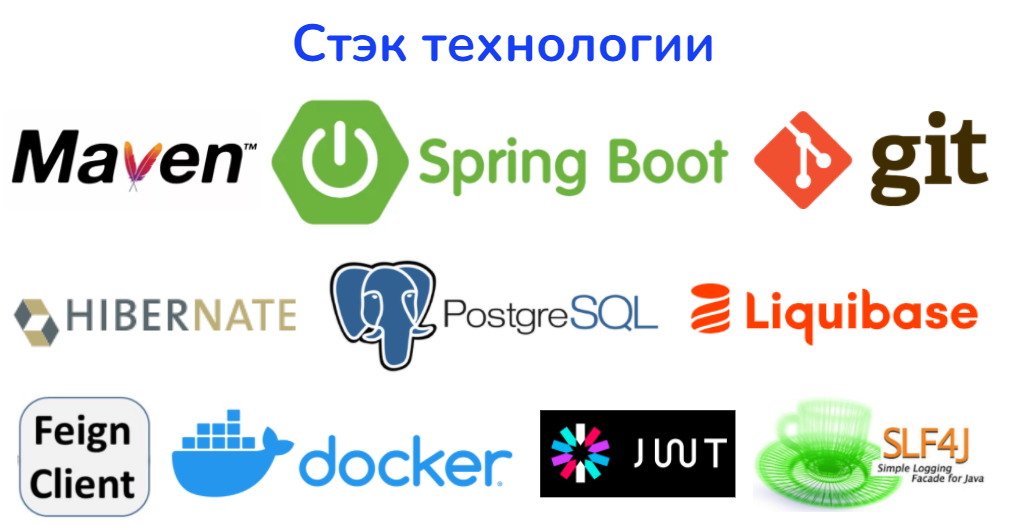 Стэк технологии
Maven™
Spring Boot
git
HIBERNATE
PostgreSQL
Liquibase
Feign
Client
docker
JWT
SLF4J
Simple Logging
Facade for Java